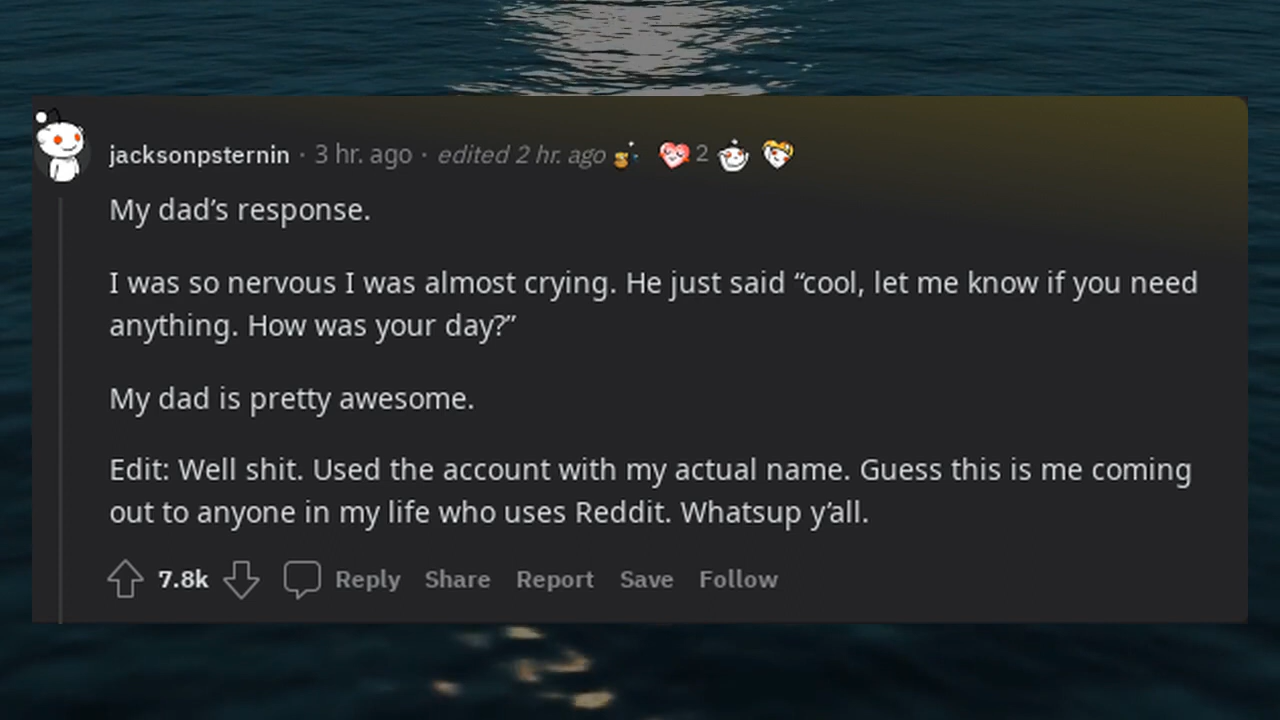 jacksonpsternin · 3 hr. ago · edited 2 hr. ago 2
My dad’s response.
I was so nervous I was almost crying. He just said “cool, let me know if you need
anything. How was your day?”
My dad is pretty awesome.
Edit: Well shit. Used the account with my actual name. Guess this is me coming
out to anyone in my life who uses Reddit. Whatsup y’all.
7.8k Reply Share Report Save Follow